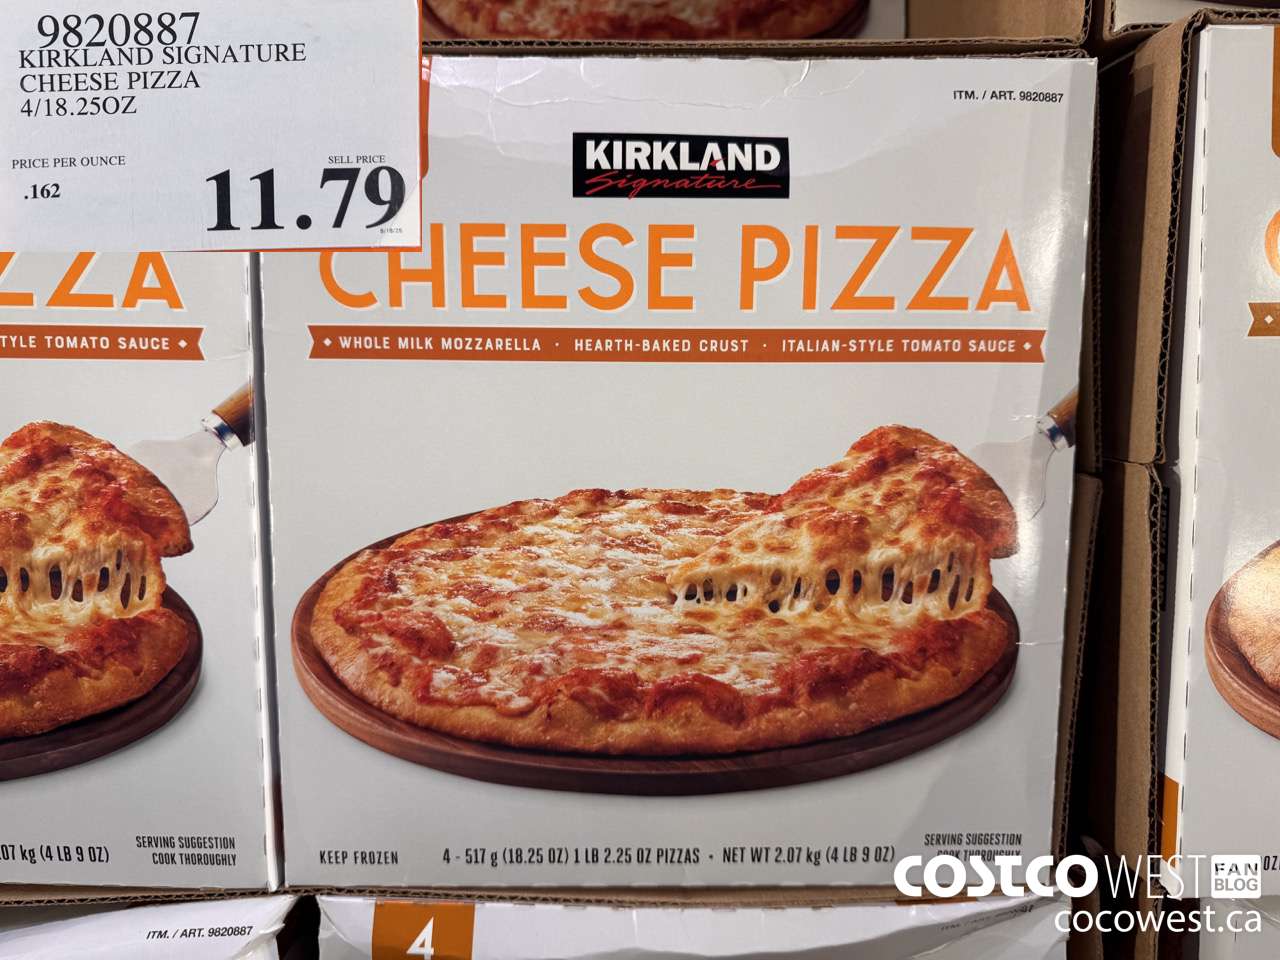 9820887
KIRKLAND SIGNATURE
CHEESE PIZZA
4/18.25OZ
PRICE PER OUNCE
.162
SELL PRICE
11.79
ITM. / ART. 9820887
KIRKLAND
Signature
CHEESE PIZZA
WHOLE MILK MOZZARELLA · HEARTH-BAKED CRUST · ITALIAN-STYLE TOMATO SAUCE
ZZA
TYLE TOMATO SAUCE
07 kg (4 LB 9 OZ)
SERVING SUGGESTION
COOK THOROUGHLY
KEEP FROZEN
4 - 517 g (18.25 OZ) 1 LB 2.25 OZ PIZZAS • NET WT 2.07 kg (4 LB 9 OZ)
SERVING SUGGESTION
COOK THOROUGHLY
ITM. / ART. 9820887
4
COSTCO WEST FAN BLOG
cocowest.ca